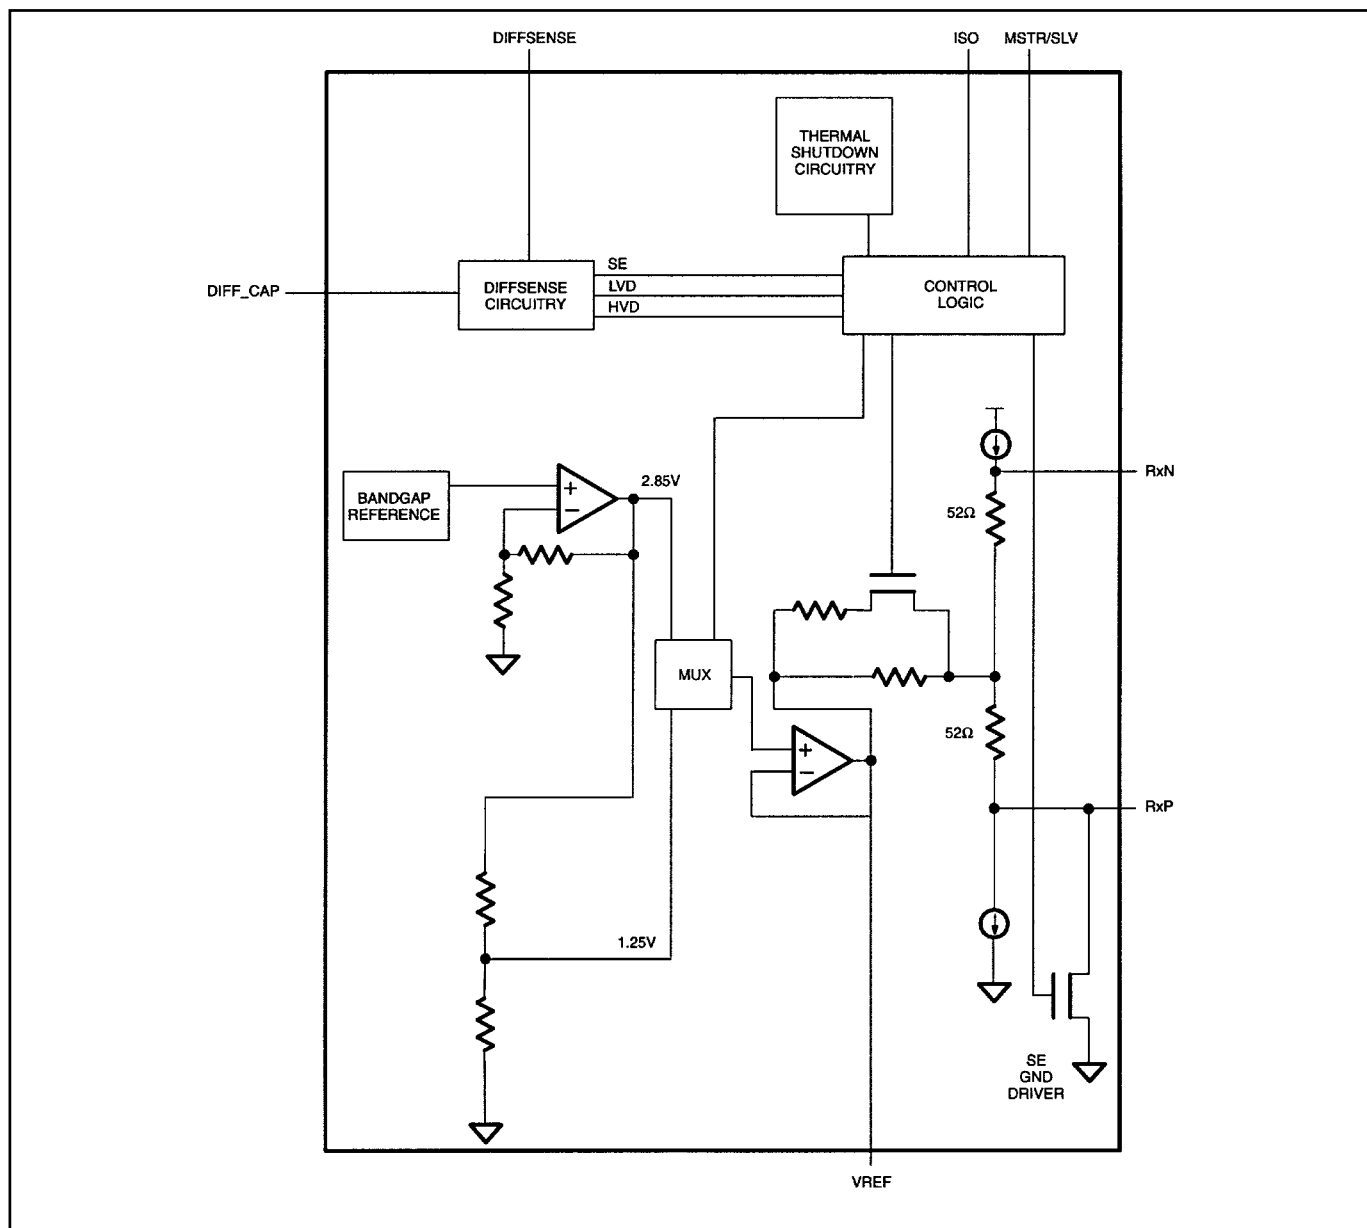 DIFFSENSE
ISO
MSTR/SLV
THERMAL
SHUTDOWN
CIRCUITRY
DIFF_CAP
DIFFSENSE
CIRCUITRY
SE
LVD
HVD
CONTROL
LOGIC
BANDGAP
REFERENCE
+
−
2.85V
RxN
52Ω
MUX
52Ω
+
−
RxP
1.25V
SE
GND
DRIVER
VREF